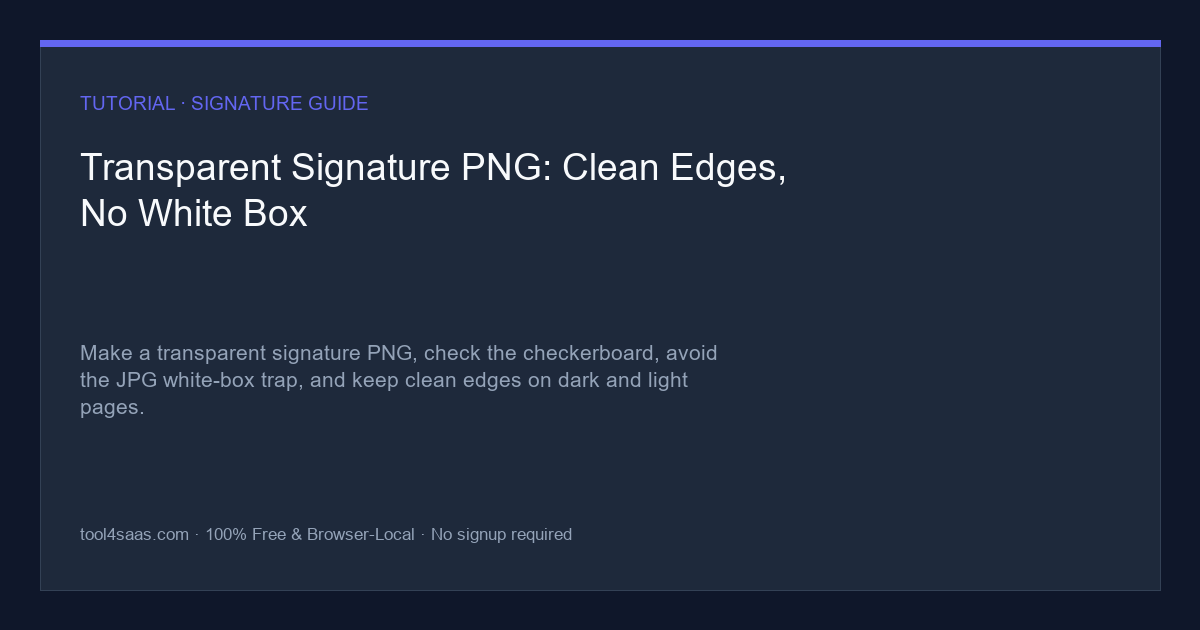 TUTORIAL · SIGNATURE GUIDE
Transparent Signature PNG: Clean Edges,
No White Box
Make a transparent signature PNG, check the checkerboard, avoid
the JPG white-box trap, and keep clean edges on dark and light
pages.
tool4saas.com · 100% Free & Browser-Local · No signup required